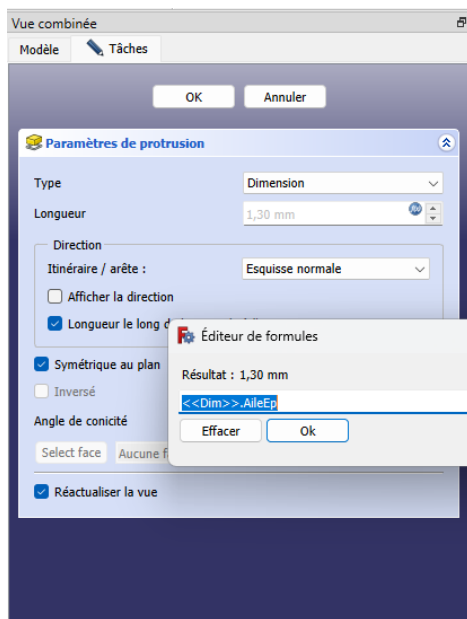 Vue combinée
Modèle Tâches
OK Annuler
Paramètres de protrusion
Type Dimension
Longueur 1,30 mm
Direction
Itinéraire / arête : Esquisse normale
Afficher la direction
Longueur le long d
Symétrique au plan
Inversé
Angle de conicité
Select face Aucune f
Réactualiser la vue
Éditeur de formules
Résultat : 1,30 mm
<<Dim>>.AileEp
Effacer Ok